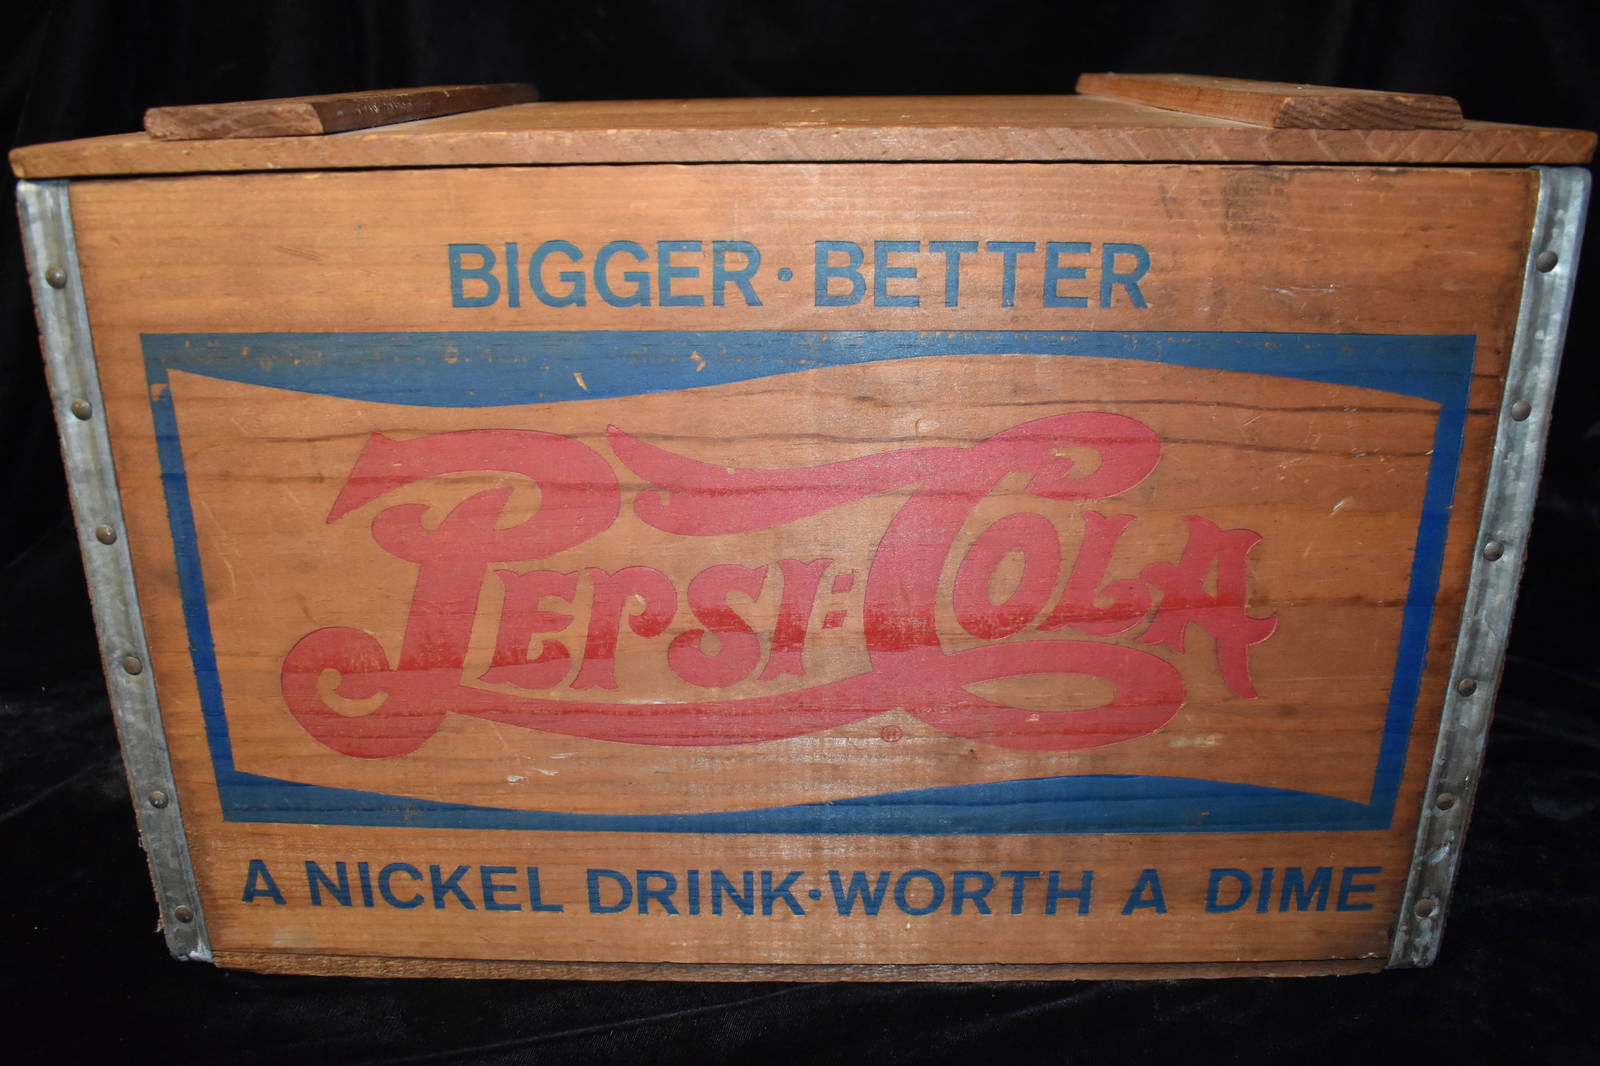 BIGGER·BETTER
PEPSI:COLA
®
A NICKEL DRINK·WORTH A DIME